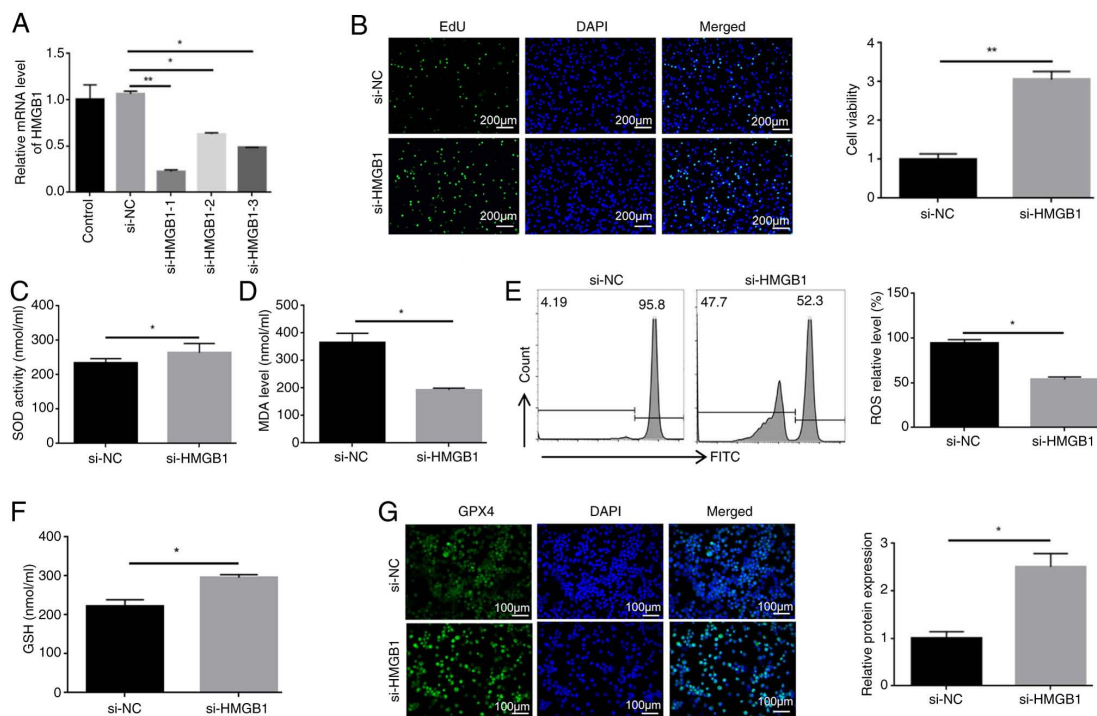 A
Relative mRNA level
of HMGB1
1.5
1.0
0.5
0.0
*
*
**
Control
si-NC
si-HMGB1-1
si-HMGB1-2
si-HMGB1-3
B
EdU
DAPI
Merged
si-NC
200μm
200μm
200μm
si-HMGB1
200μm
200μm
200μm
Cell viability
4
3
2
1
0
**
si-NC
si-HMGB1
C
SOD activity (nmol/ml)
400
300
200
100
0
*
si-NC
si-HMGB1
D
MDA level (nmol/ml)
500
400
300
200
100
0
*
si-NC
si-HMGB1
E
si-NC
4.19
95.8
si-HMGB1
47.7
52.3
Count
FITC
ROS relative level (%)
150
100
50
0
*
si-NC
si-HMGB1
F
GSH (nmol/ml)
400
300
200
100
0
*
si-NC
si-HMGB1
G
GPX4
DAPI
Merged
si-NC
100μm
100μm
100μm
si-HMGB1
100μm
100μm
100μm
Relative protein expression
3
2
1
0
*
si-NC
si-HMGB1